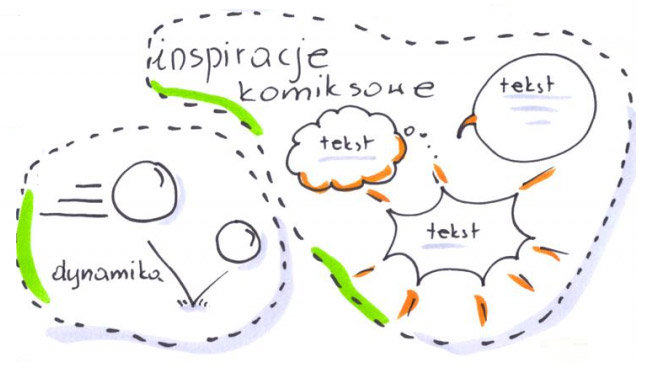 inspiracje
komiksowe
tekst
tekst
tekst
dynamika